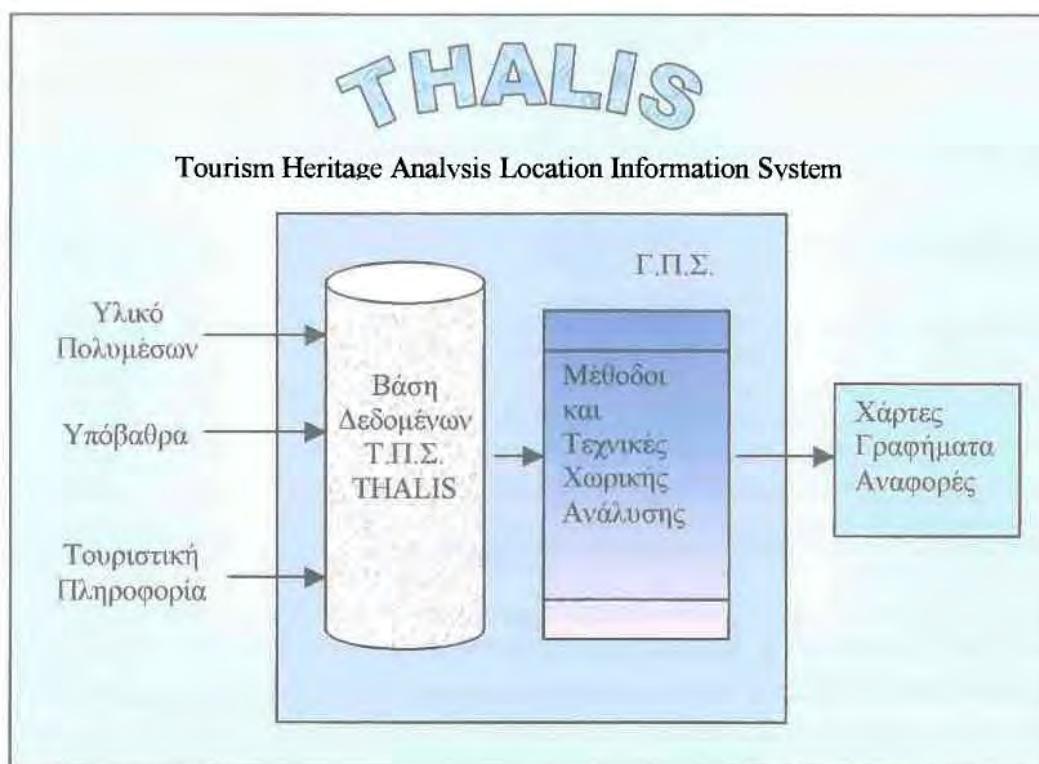 THALIS
Tourism Heritage Analysis Location Information System
Γ.Π.Σ.
Υλικό
Πολυμέσων
Υπόβαθρα
Τουριστική
Πληροφορία
Βάση
Δεδομένων
Τ.Π.Σ.
THALIS
Μέθοδοι
και
Τεχνικές
Χωρικής
Ανάλυσης
Χάρτες
Γραφήματα
Αναφορές